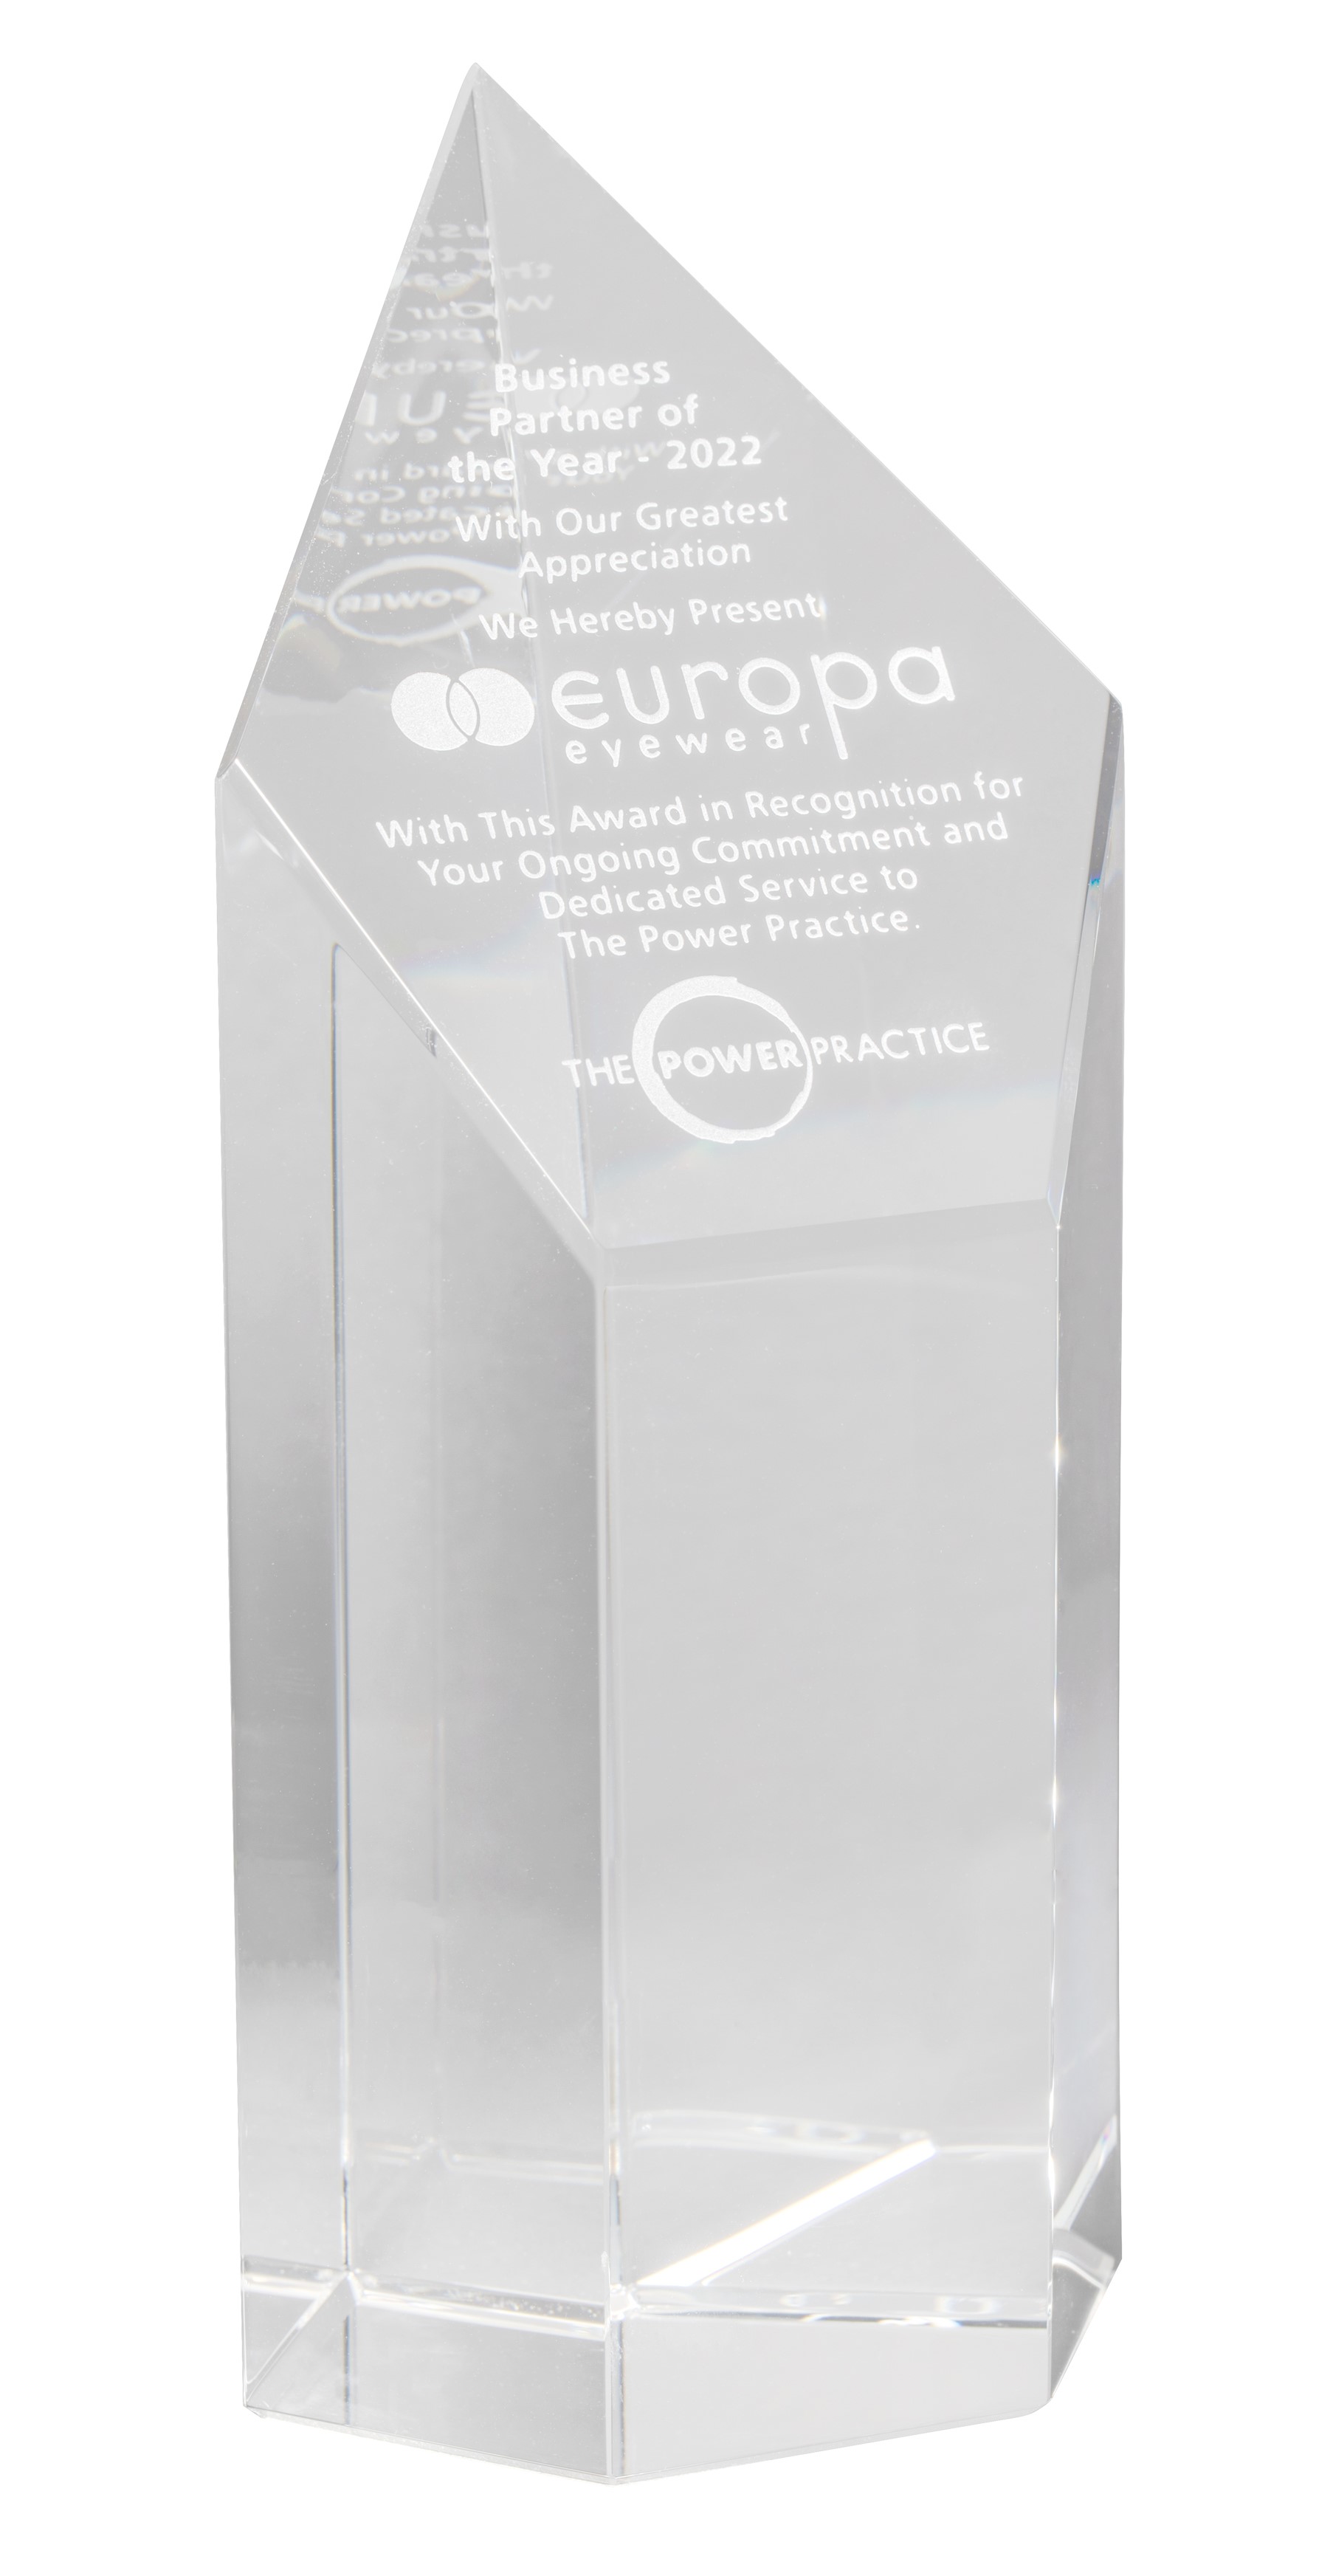 Business
Partner of
the Year - 2022
With Our Greatest
Appreciation
We Hereby Present
europa
eyewear
With This Award in Recognition for
Your Ongoing Commitment and
Dedicated Service to
The Power Practice.
THE POWER PRACTICE